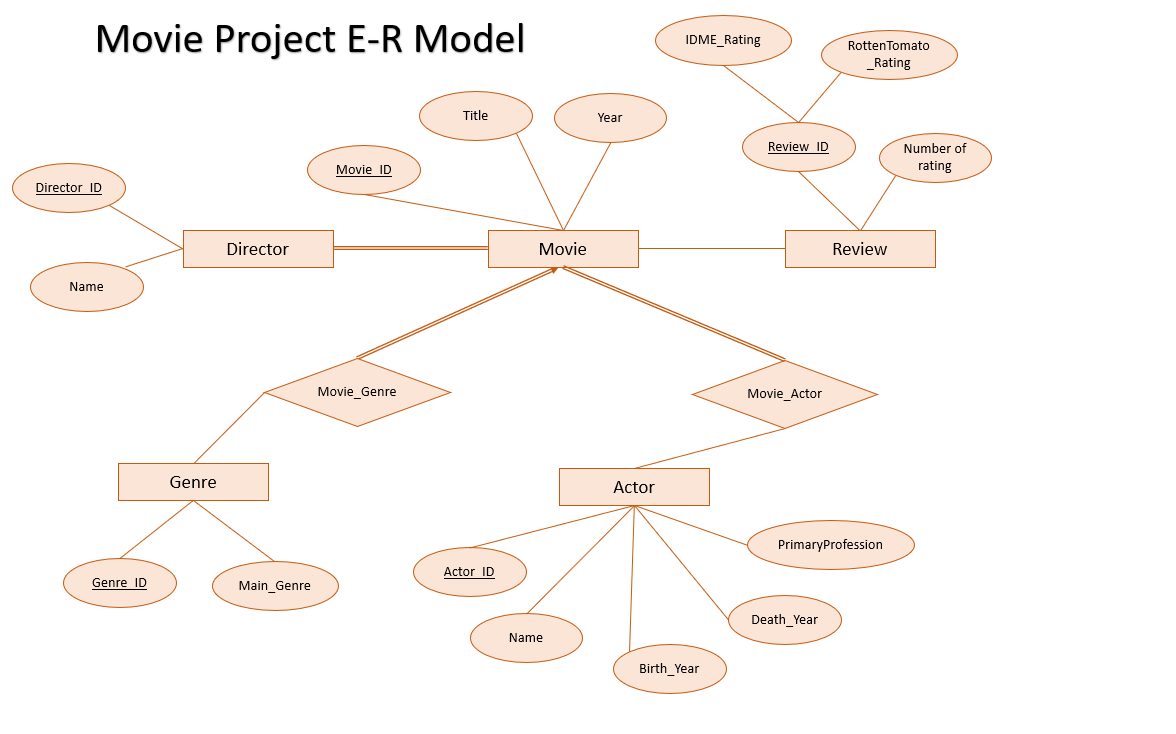 Movie Project E-R Model
IDME_Rating
RottenTomato
_Rating
Title
Year
Review_ID
Number of
rating
Movie_ID
Director_ID
Director
Movie
Review
Name
Movie_Genre
Movie_Actor
Genre
Actor
PrimaryProfession
Genre_ID
Main_Genre
Actor_ID
Death_Year
Name
Birth_Year